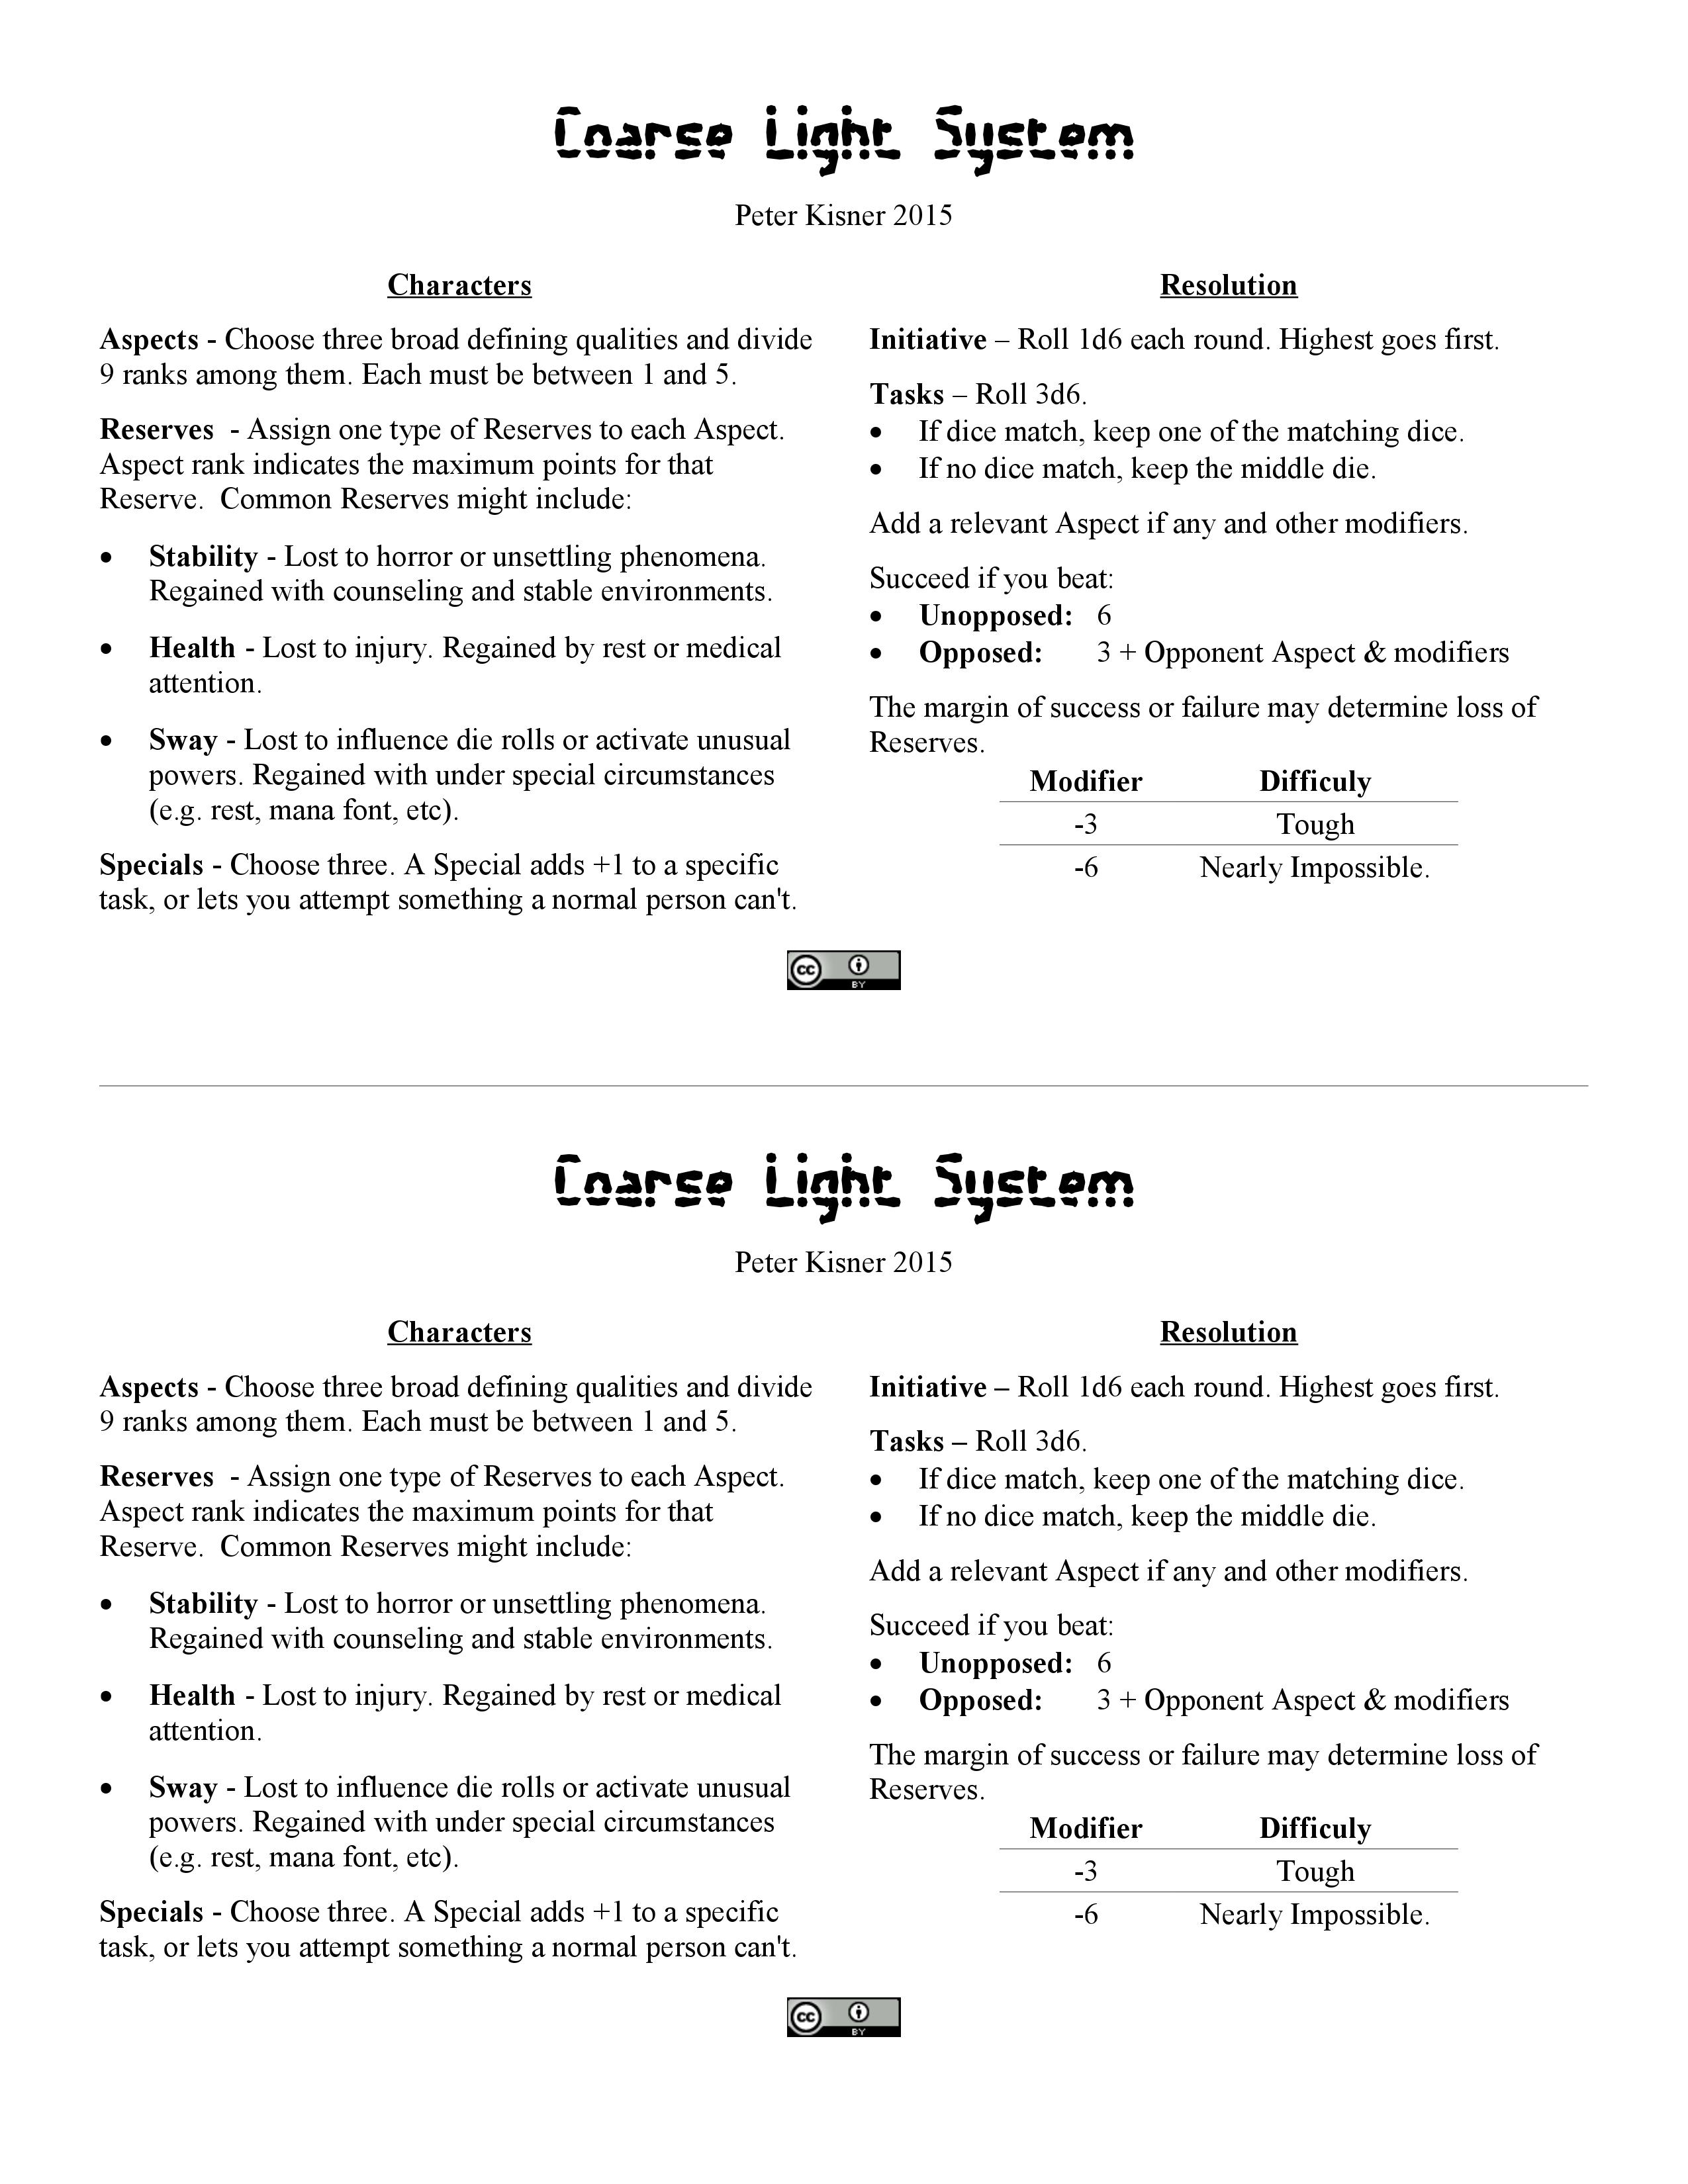 Coarse Light System
Peter Kisner 2015
Characters
Aspects - Choose three broad defining qualities and divide
9 ranks among them. Each must be between 1 and 5.
Reserves  - Assign one type of Reserves to each Aspect.
Aspect rank indicates the maximum points for that
Reserve.  Common Reserves might include:
• Stability - Lost to horror or unsettling phenomena.
Regained with counseling and stable environments.
• Health - Lost to injury. Regained by rest or medical
attention.
• Sway - Lost to influence die rolls or activate unusual
powers. Regained with under special circumstances
(e.g. rest, mana font, etc).
Specials - Choose three. A Special adds +1 to a specific
task, or lets you attempt something a normal person can't.
Resolution
Initiative – Roll 1d6 each round. Highest goes first.
Tasks – Roll 3d6.
• If dice match, keep one of the matching dice.
• If no dice match, keep the middle die.
Add a relevant Aspect if any and other modifiers.
Succeed if you beat:
• Unopposed: 6
• Opposed: 3 + Opponent Aspect & modifiers
The margin of success or failure may determine loss of
Reserves.
Modifier Difficuly
-3 Tough
-6 Nearly Impossible.
cc BY
Coarse Light System
Peter Kisner 2015
Characters
Aspects - Choose three broad defining qualities and divide
9 ranks among them. Each must be between 1 and 5.
Reserves  - Assign one type of Reserves to each Aspect.
Aspect rank indicates the maximum points for that
Reserve.  Common Reserves might include:
• Stability - Lost to horror or unsettling phenomena.
Regained with counseling and stable environments.
• Health - Lost to injury. Regained by rest or medical
attention.
• Sway - Lost to influence die rolls or activate unusual
powers. Regained with under special circumstances
(e.g. rest, mana font, etc).
Specials - Choose three. A Special adds +1 to a specific
task, or lets you attempt something a normal person can't.
Resolution
Initiative – Roll 1d6 each round. Highest goes first.
Tasks – Roll 3d6.
• If dice match, keep one of the matching dice.
• If no dice match, keep the middle die.
Add a relevant Aspect if any and other modifiers.
Succeed if you beat:
• Unopposed: 6
• Opposed: 3 + Opponent Aspect & modifiers
The margin of success or failure may determine loss of
Reserves.
Modifier Difficuly
-3 Tough
-6 Nearly Impossible.
cc BY